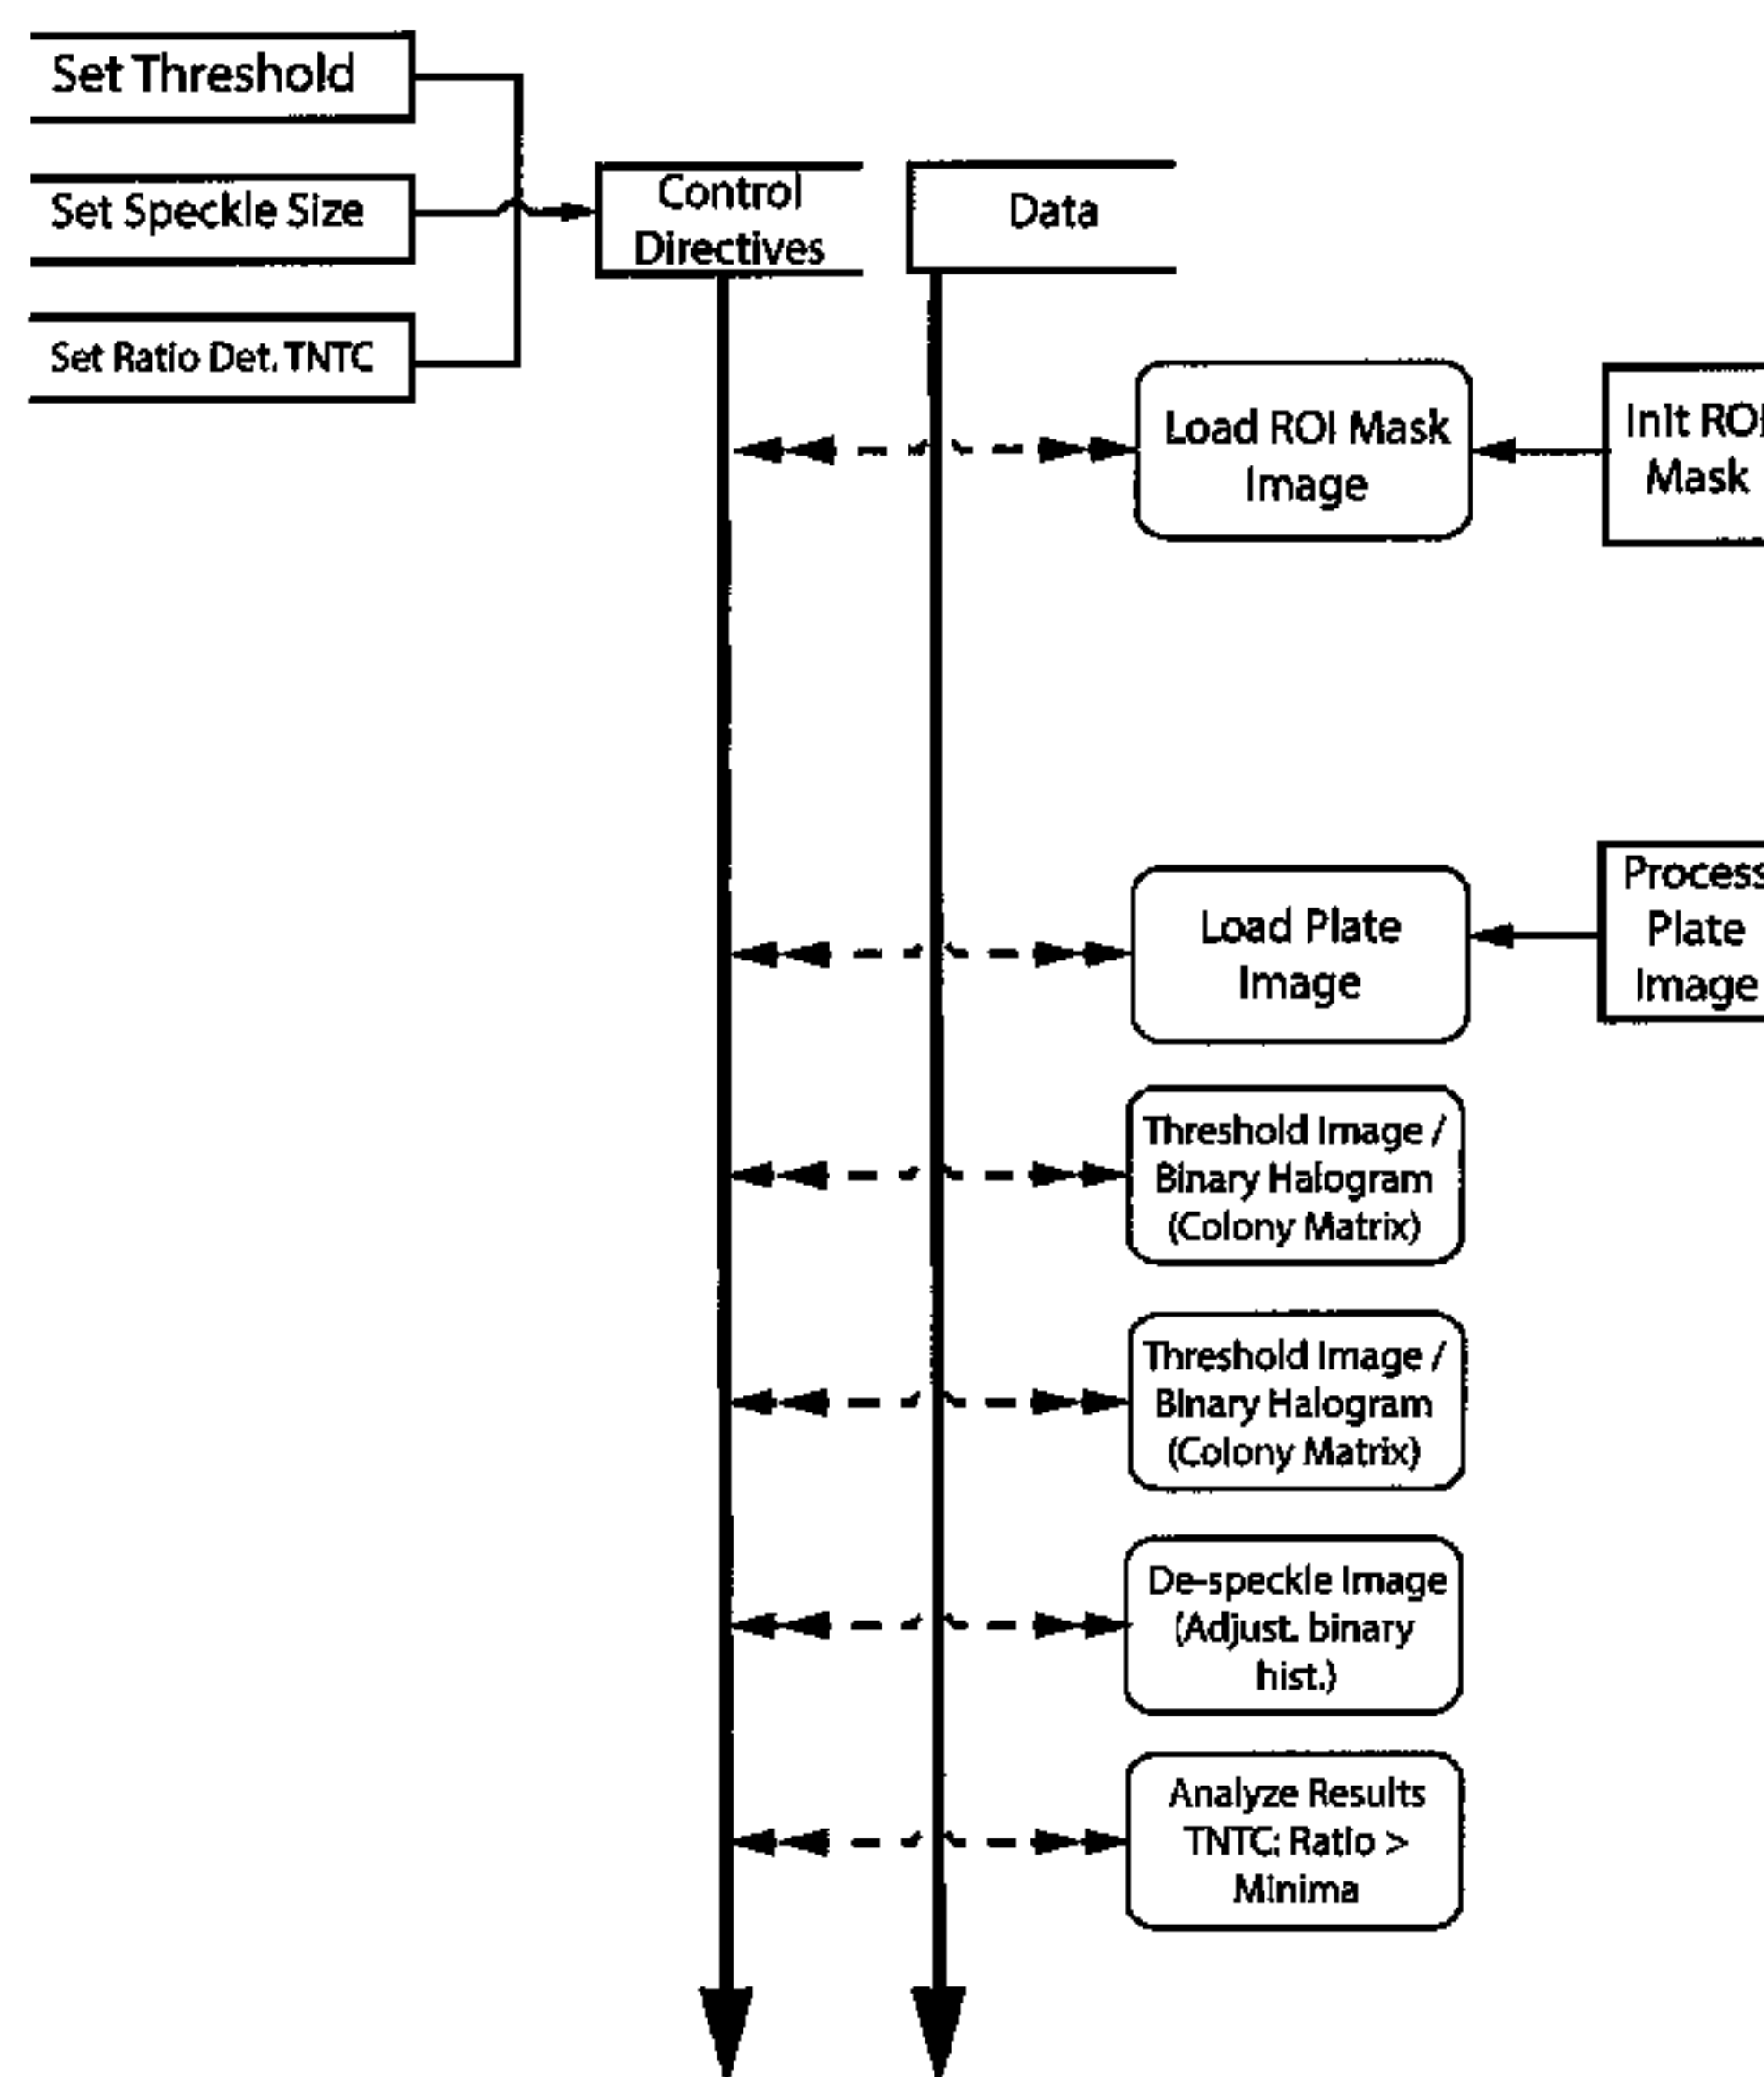 Set Threshold
Set Speckle Size
Set Ratio Det. TNTC
Control
Directives
Data
Load ROI Mask
Image
Init ROI
Mask
Load Plate
Image
Process
Plate
Image
Threshold Image /
Binary Halogram
(Colony Matrix)
Threshold Image /
Binary Halogram
(Colony Matrix)
De-speckle Image
(Adjust. binary
hist.)
Analyze Results
TNTC: Ratio >
Minima